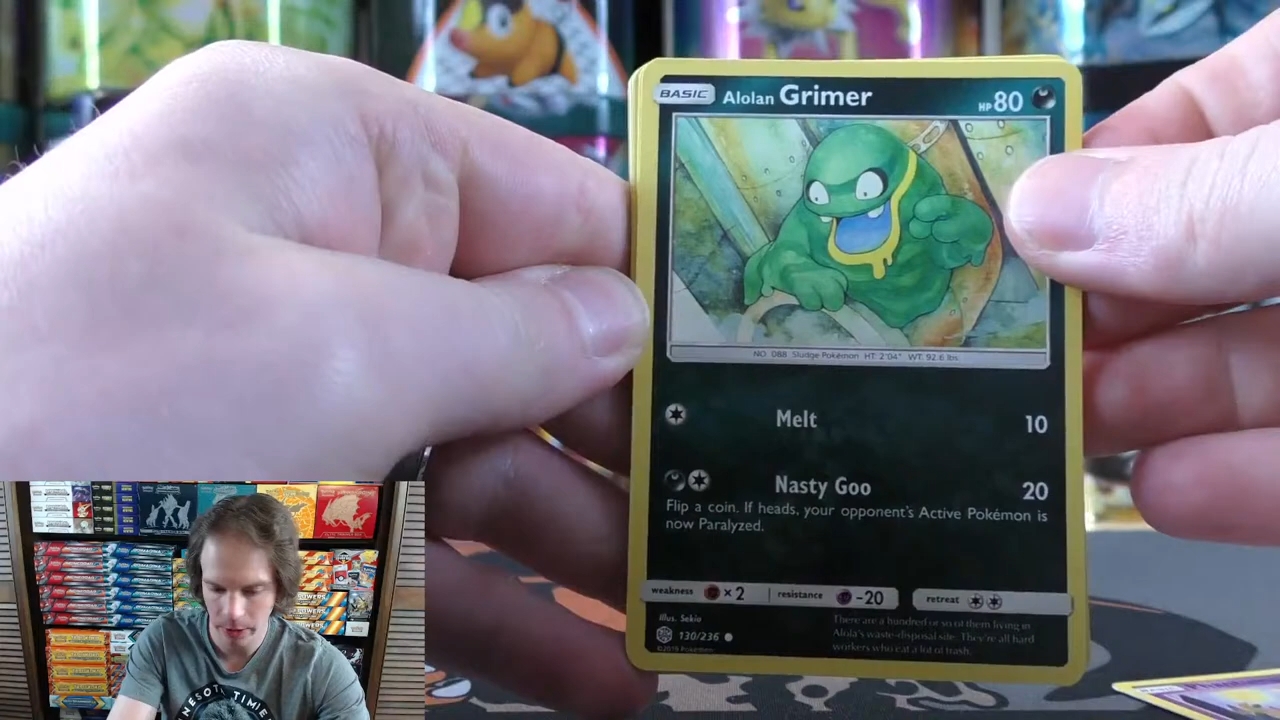 BASIC Alolan Grimer HP 80
NO. 088 Sludge Pokémon HT: 2'04" WT: 92.6 lbs
Melt 10
Nasty Goo 20
Flip a coin. If heads, your opponent's Active Pokémon is
now Paralyzed.
weakness ×2 resistance -20 retreat
Illus. Sekio
130/236
©2019 Pokémon
There are a hundred or so of them living in
Alola's waste-disposal site. They're all hard
workers who eat a lot of trash.